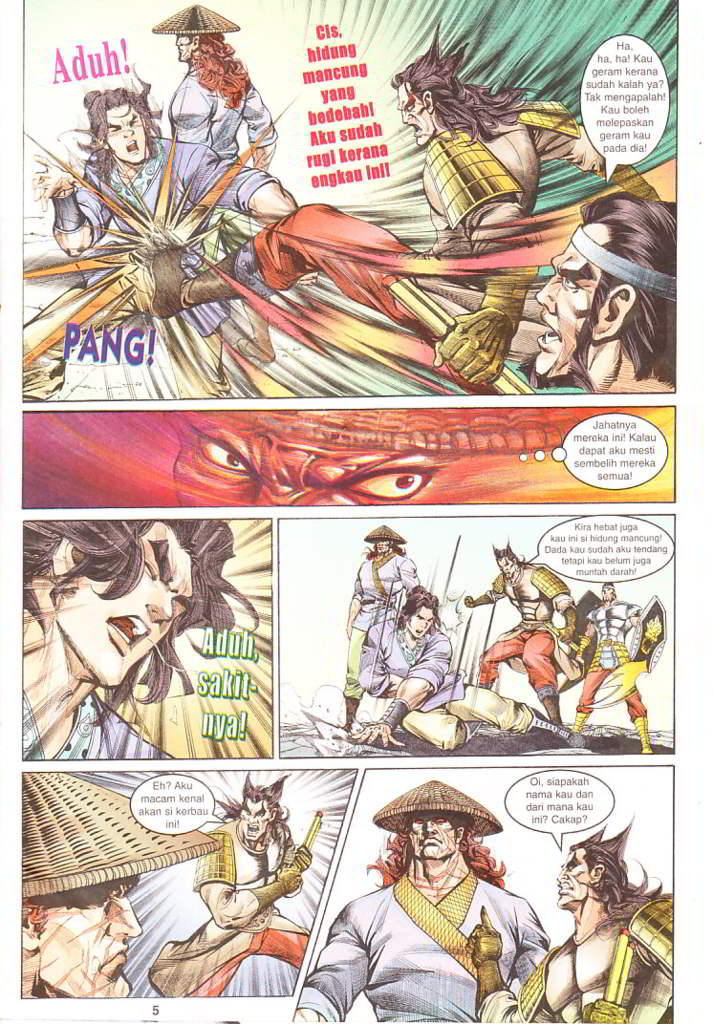 Aduh!
Cis,
hidung
mancung
yang
bedebah!
Aku sudah
rugi kerana
engkau ini!
Ha,
ha, ha! Kau
geram kerana
sudah kalah ya?
Tak mengapalah!
Kau boleh
melepaskan
geram kau
pada dia!
PANG!
Jahatnya
mereka ini! Kalau
dapat aku mesti
sembelih mereka
semua!
Aduh,
sakit-
nya!
Kira hebat juga
kau ini si hidung mancung!
Dada kau sudah aku tendang
tetapi kau belum juga
muntah darah!
Eh? Aku
macam kenal
akan si kerbau
ini!
Oi, siapakah
nama kau dan
dari mana kau
ini? Cakap?
5